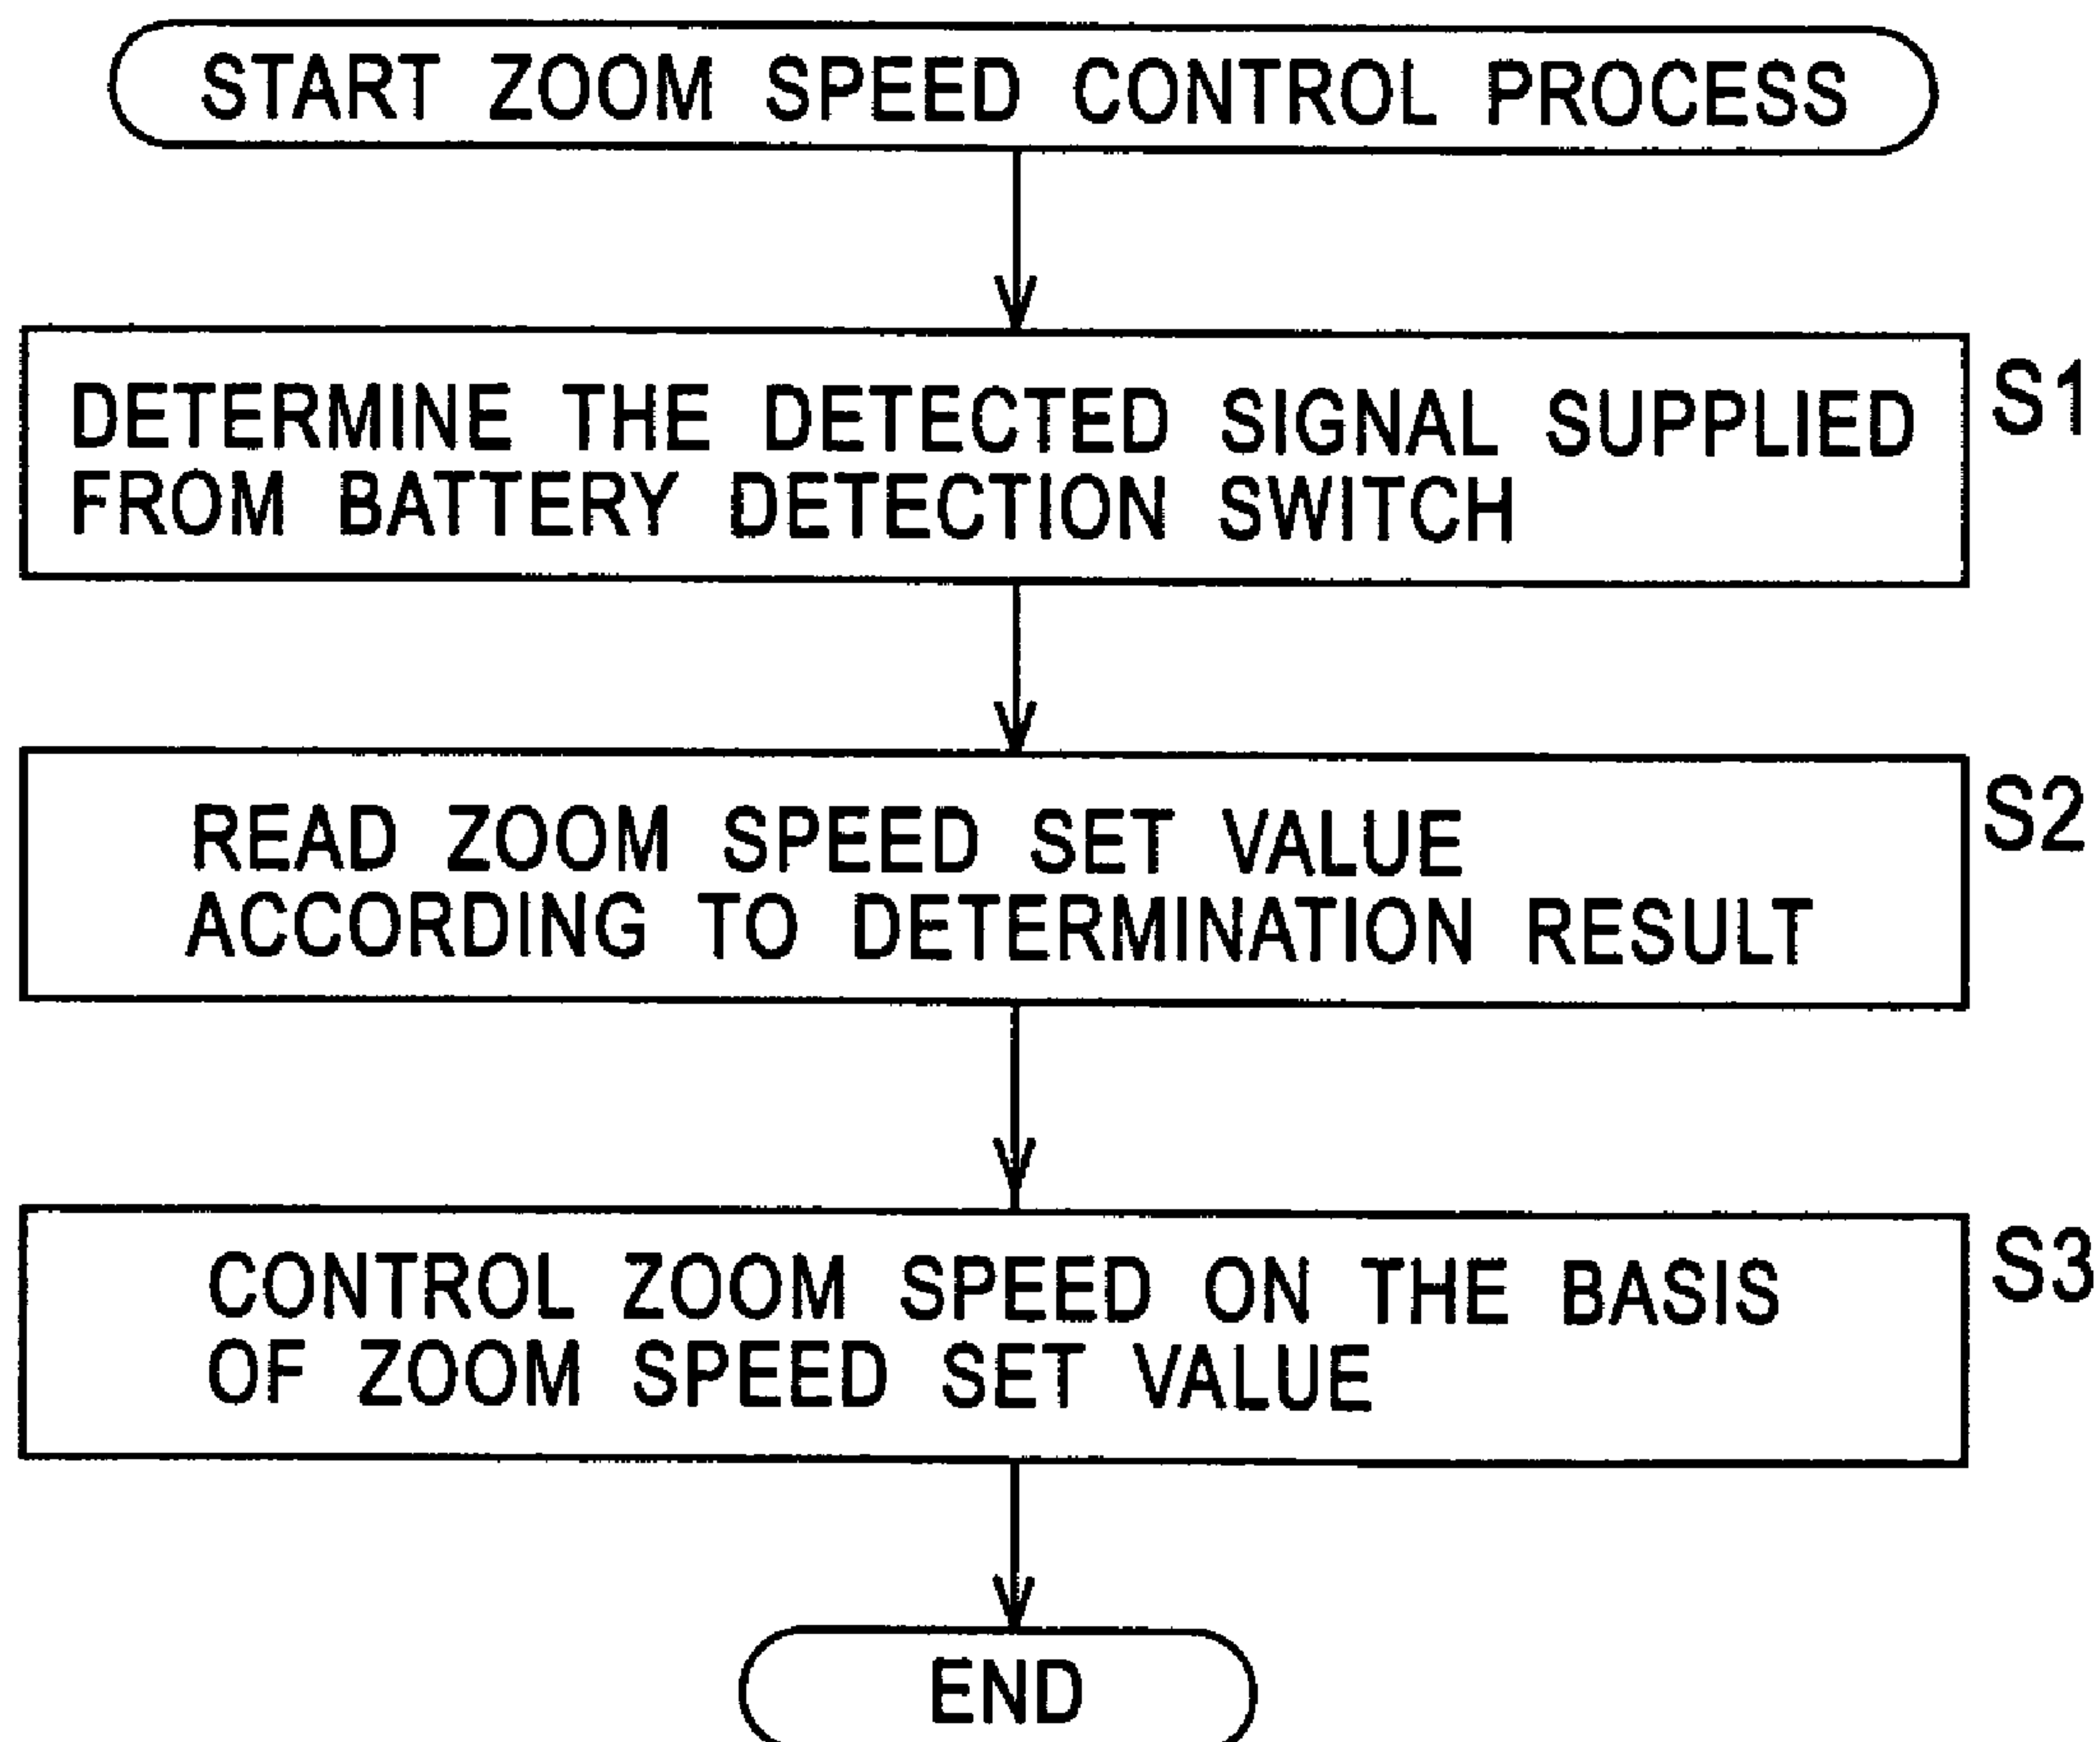 START ZOOM SPEED CONTROL PROCESS
DETERMINE THE DETECTED SIGNAL SUPPLIED
FROM BATTERY DETECTION SWITCH
S1
READ ZOOM SPEED SET VALUE
ACCORDING TO DETERMINATION RESULT
S2
CONTROL ZOOM SPEED ON THE BASIS
OF ZOOM SPEED SET VALUE
S3
END